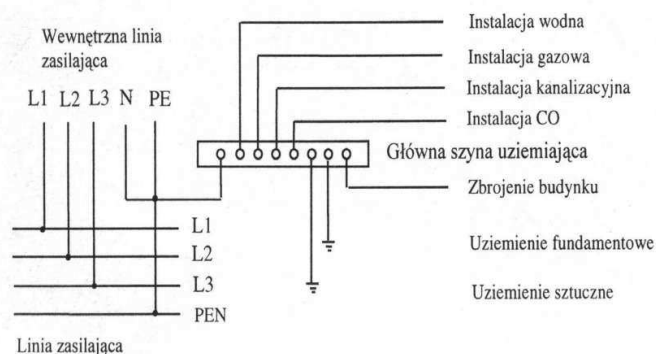 Wewnętrzna linia
zasilająca
L1 L2 L3 N PE
Instalacja wodna
Instalacja gazowa
Instalacja kanalizacyjna
Instalacja CO
Główna szyna uziemiająca
Zbrojenie budynku
L1
L2
L3
PEN
Uziemienie fundamentowe
Uziemienie sztuczne
Linia zasilająca